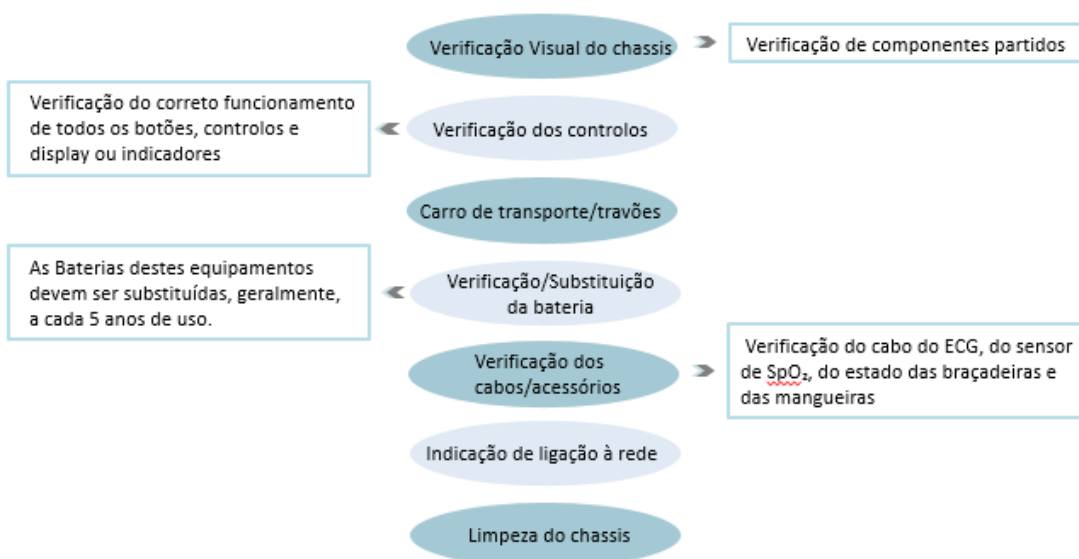 Verificação Visual do chassis
Verificação de componentes partidos
Verificação do correto funcionamento
de todos os botões, controlos e
display ou indicadores
Verificação dos controlos
Carro de transporte/travões
As Baterias destes equipamentos
devem ser substituídas, geralmente,
a cada 5 anos de uso.
Verificação/Substituição
da bateria
Verificação dos
cabos/acessórios
Verificação do cabo do ECG, do sensor
de SpO₂, do estado das braçadeiras e
das mangueiras
Indicação de ligação à rede
Limpeza do chassis